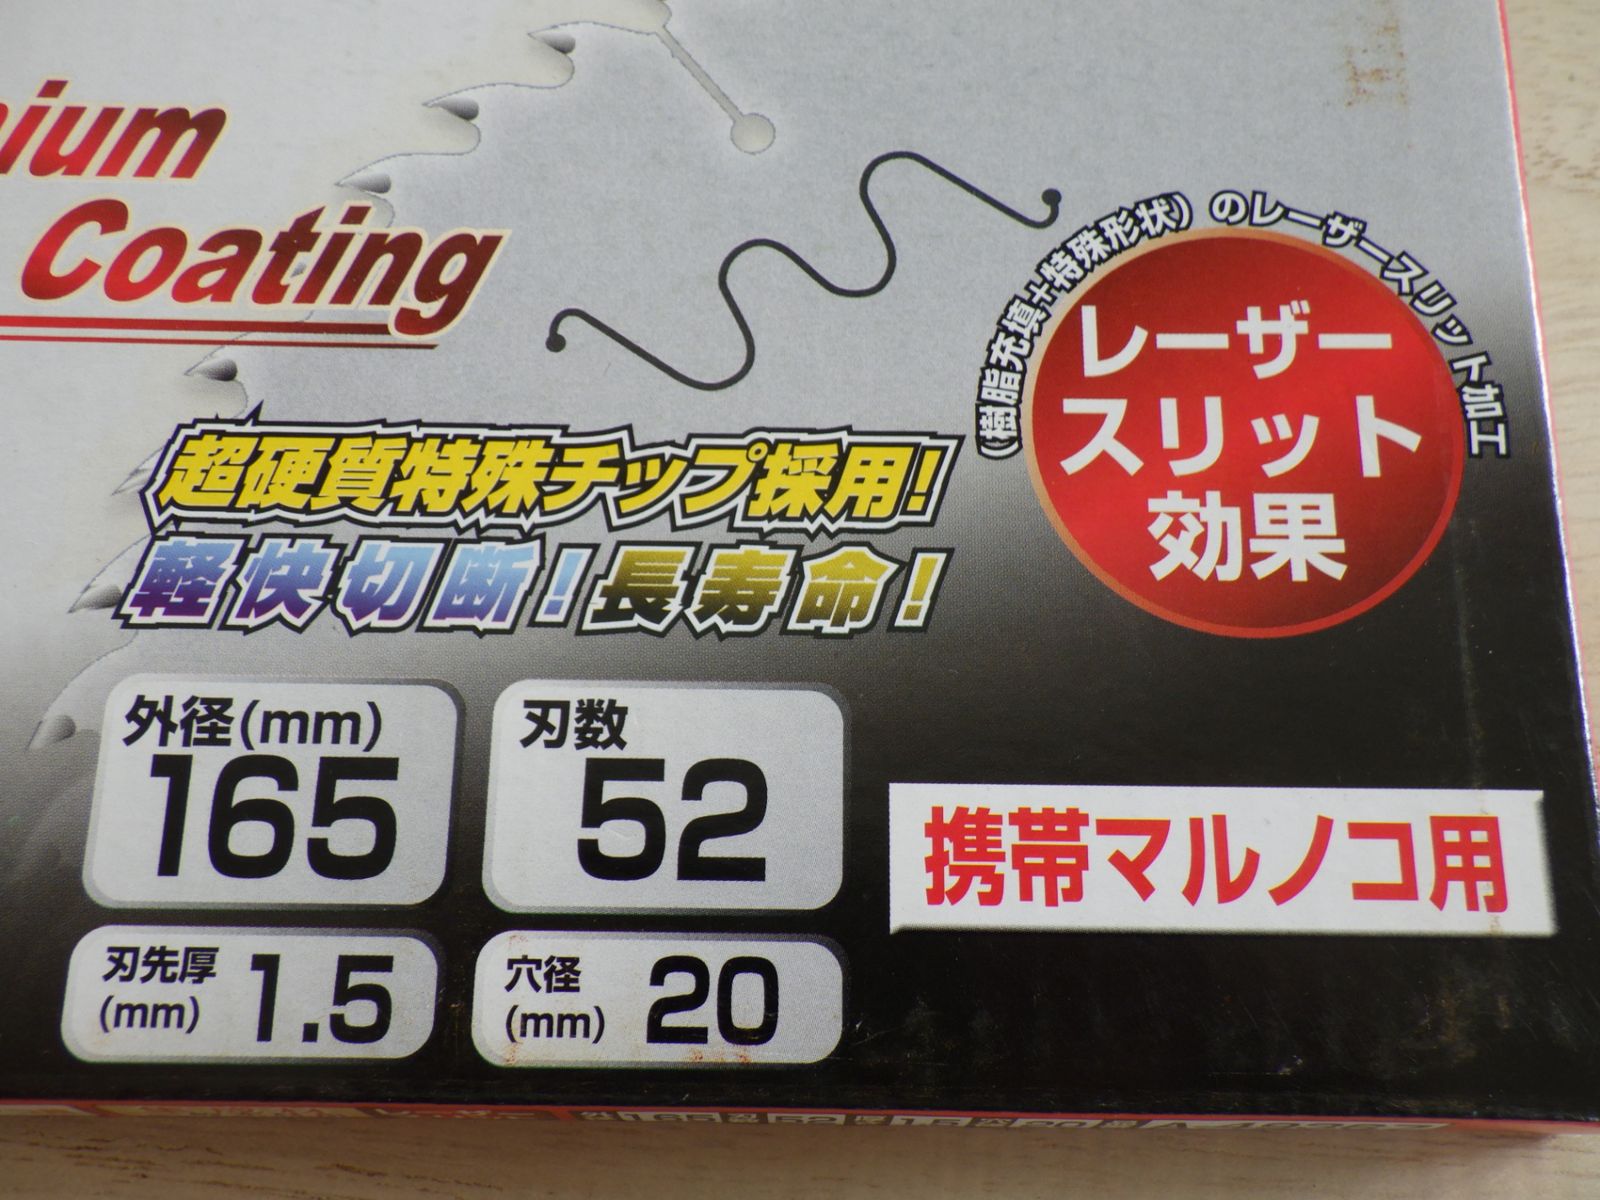 Coating
(樹脂充填+特殊形状)のレーザースリット加工
レーザー
スリット
効果
超硬質特殊チップ採用!
軽快切断!長寿命!
外径(mm)
165
刃数
52
携帯マルノコ用
刃先厚
(mm)
1.5
穴径
(mm)
20